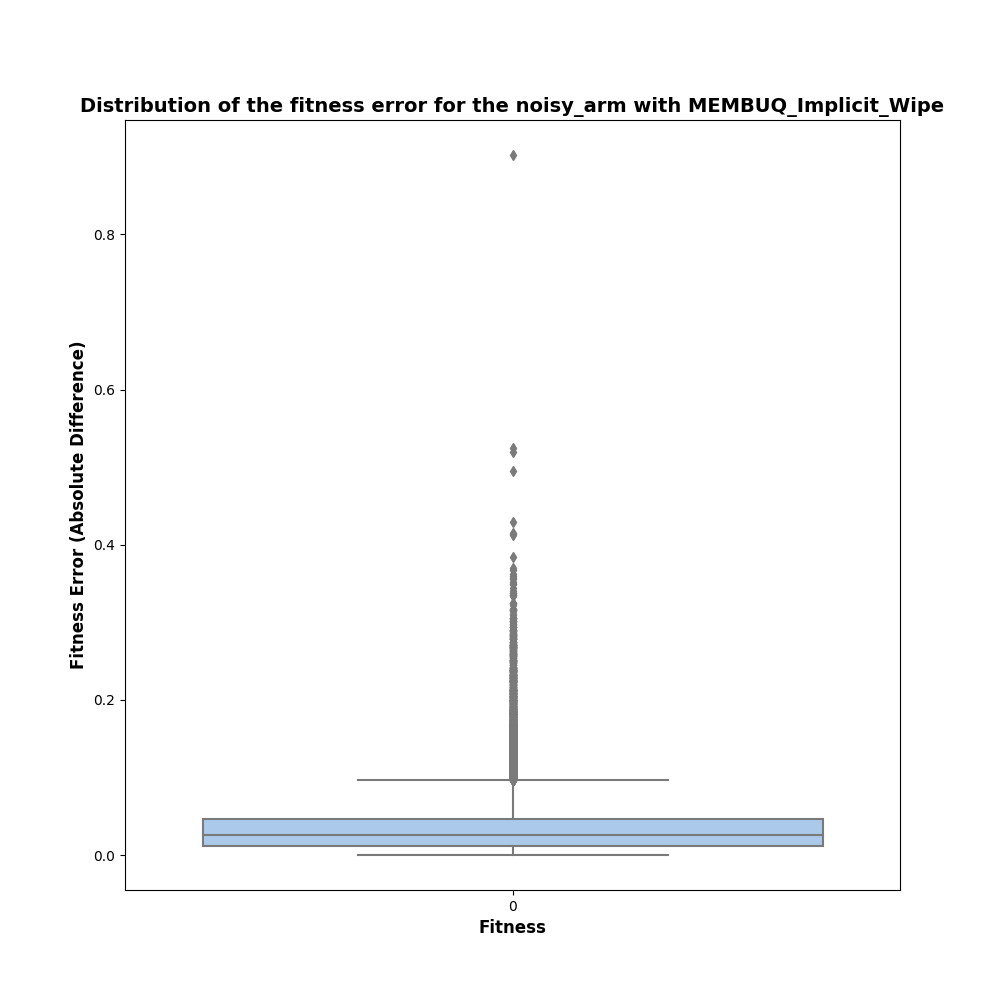 Distribution of the fitness error for the noisy_arm with MEMBUQ_Implicit_Wipe
0.8
0.6
0.4
0.2
0.0
Fitness Error (Absolute Difference)
0
Fitness